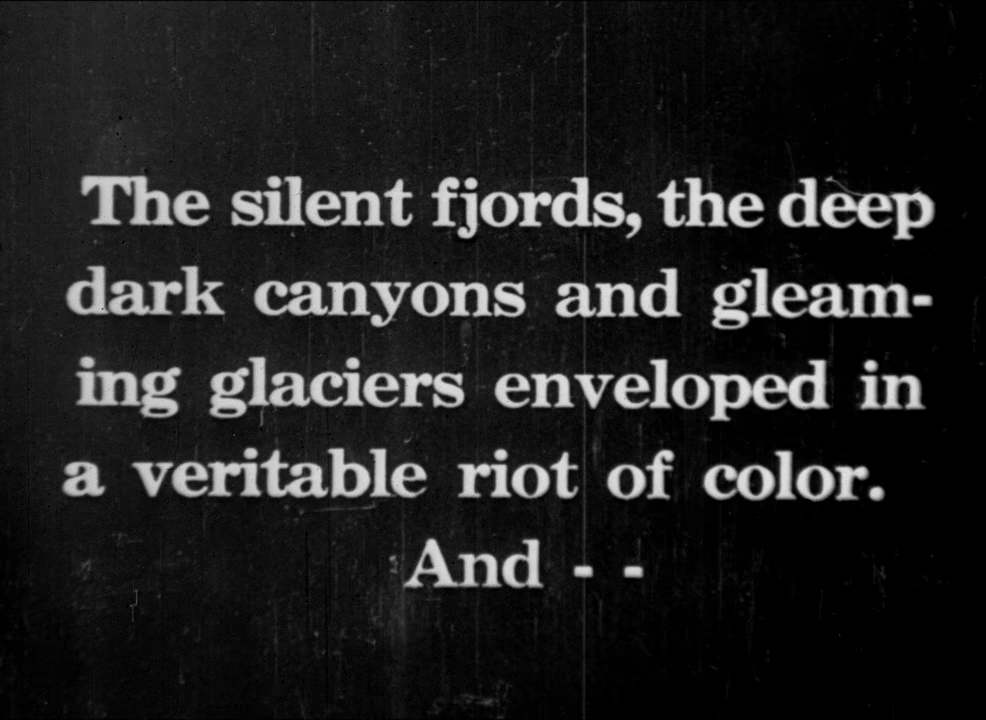 The silent fjords, the deep
dark canyons and gleam-
ing glaciers enveloped in
a veritable riot of color.
And - -